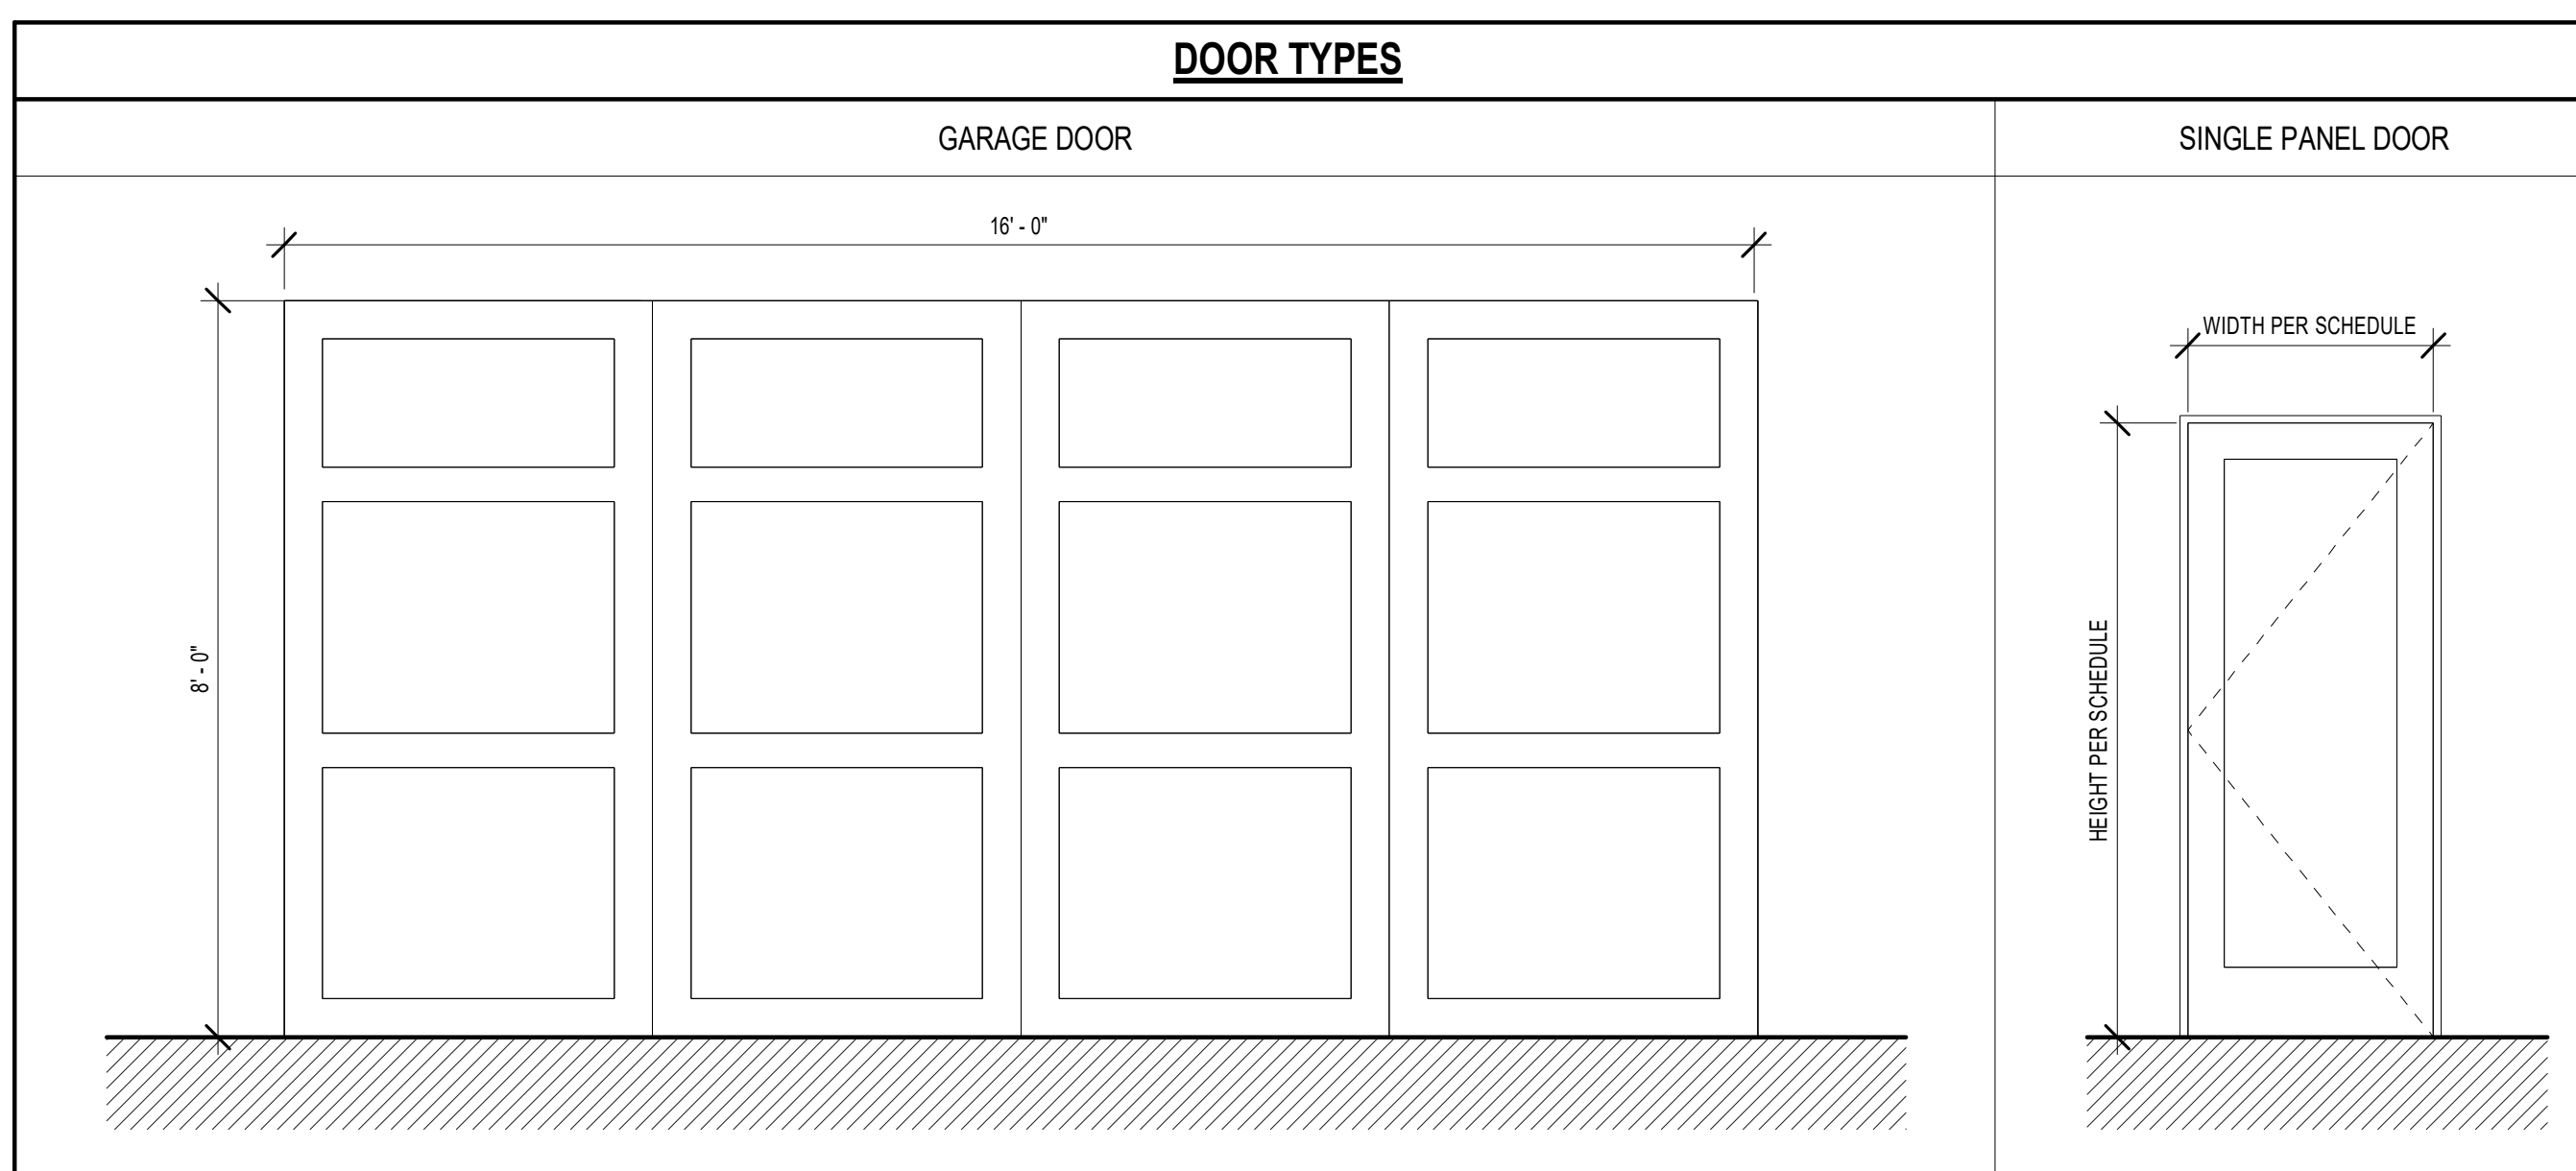 DOOR TYPES
GARAGE DOOR
SINGLE PANEL DOOR
16' - 0"
8' - 0"
WIDTH PER SCHEDULE
HEIGHT PER SCHEDULE